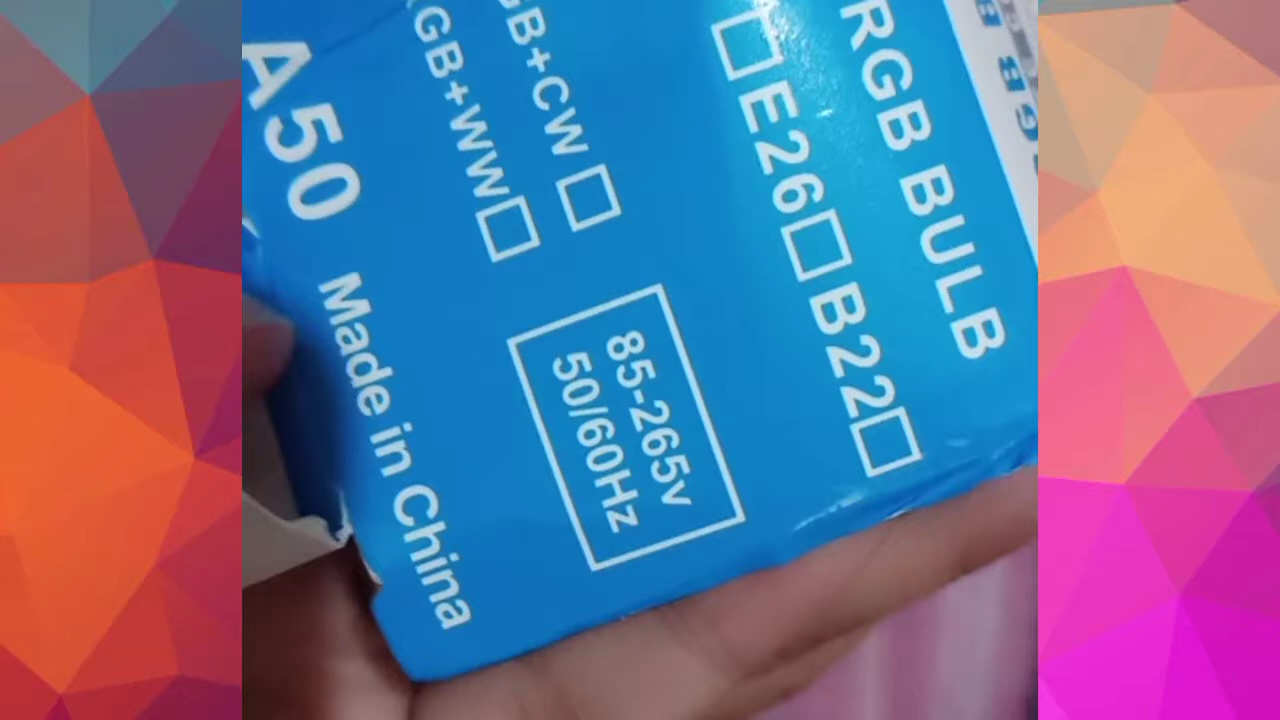 RGB BULB
□E26□B22□
GB+CW□
GB+WW□
85-265v
50/60Hz
A50 Made in China